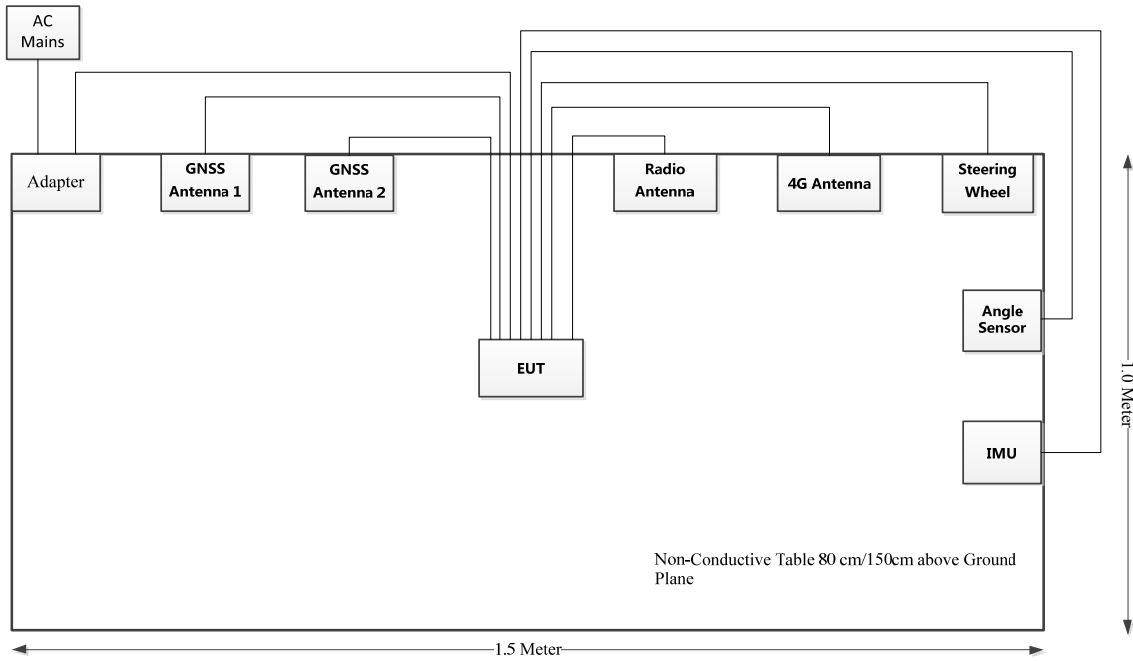 AC
Mains
Adapter
GNSS
Antenna 1
GNSS
Antenna 2
Radio
Antenna
4G Antenna
Steering
Wheel
Angle
Sensor
EUT
IMU
1.0 Meter
Non-Conductive Table 80 cm/150cm above Ground
Plane
1.5 Meter